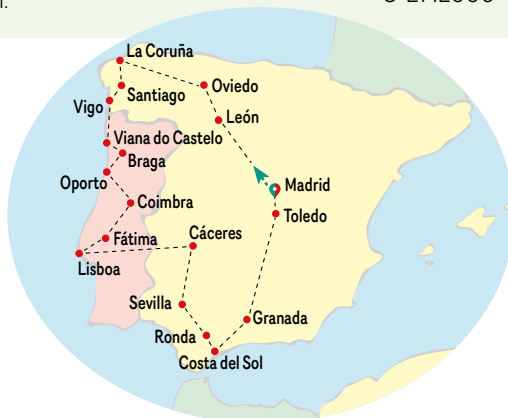 l.
La Coruña
Oviedo
Santiago
Vigo
León
Viana do Castelo
Braga
Oporto
Madrid
Coimbra
Toledo
Cáceres
Fátima
Lisboa
Sevilla
Granada
Ronda
Costa del Sol